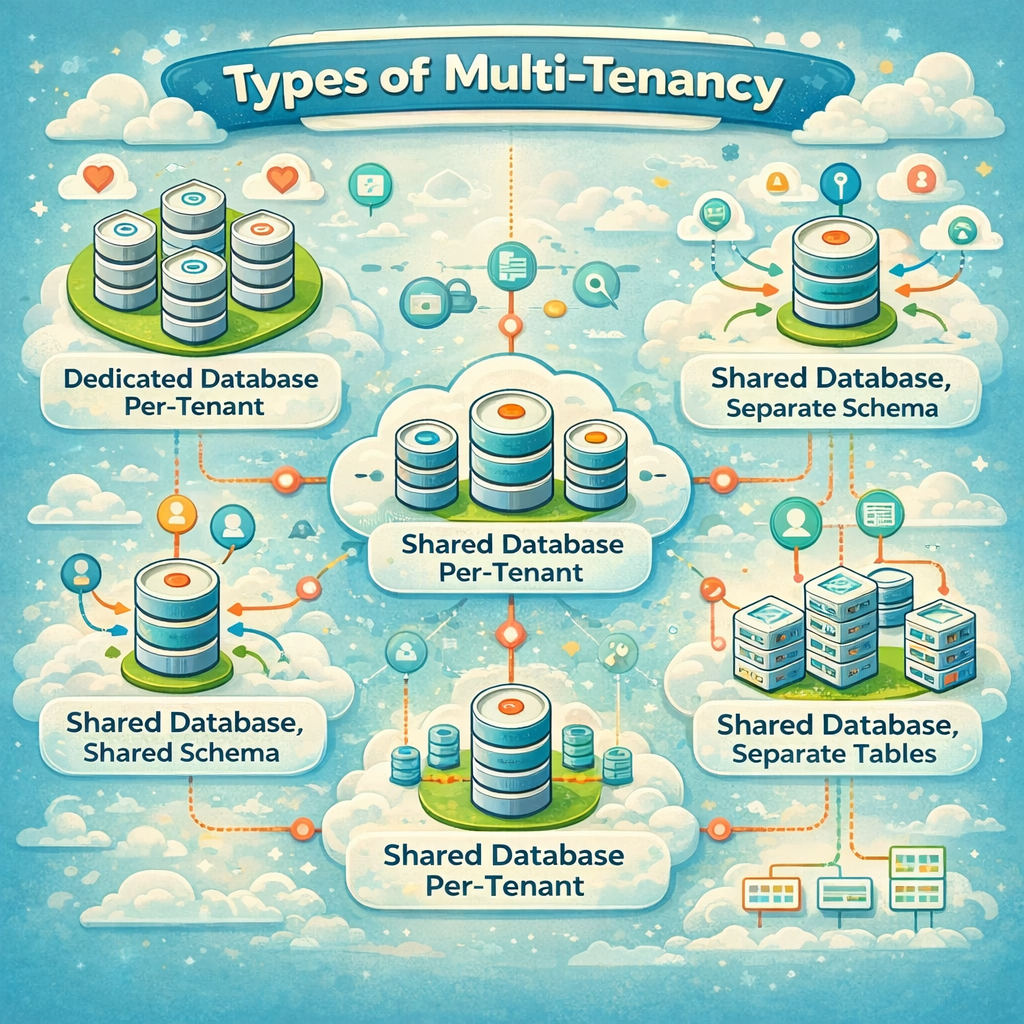 Types of Multi-Tenancy
Dedicated Database
Per-Tenant
Shared Database,
Separate Schema
Shared Database
Per-Tenant
Shared Database,
Shared Schema
Shared Database,
Separate Tables
Shared Database
Per-Tenant